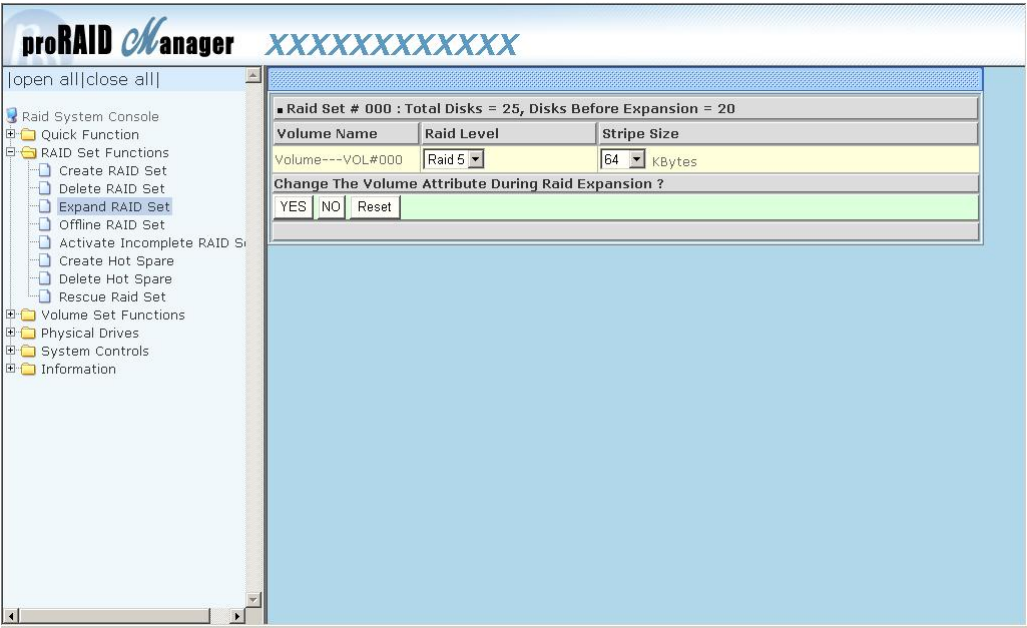 proRAID Manager XXXXXXXXXXXXX
|open all|close all|
Raid System Console
Quick Function
RAID Set Functions
Create RAID Set
Delete RAID Set
Expand RAID Set
Offline RAID Set
Activate Incomplete RAID S
Create Hot Spare
Delete Hot Spare
Rescue Raid Set
Volume Set Functions
Physical Drives
System Controls
Information
Raid Set # 000 : Total Disks = 25, Disks Before Expansion = 20
Volume Name Raid Level Stripe Size
Volume---VOL#000 Raid 5 64 KBytes
Change The Volume Attribute During Raid Expansion ?
YES NO Reset